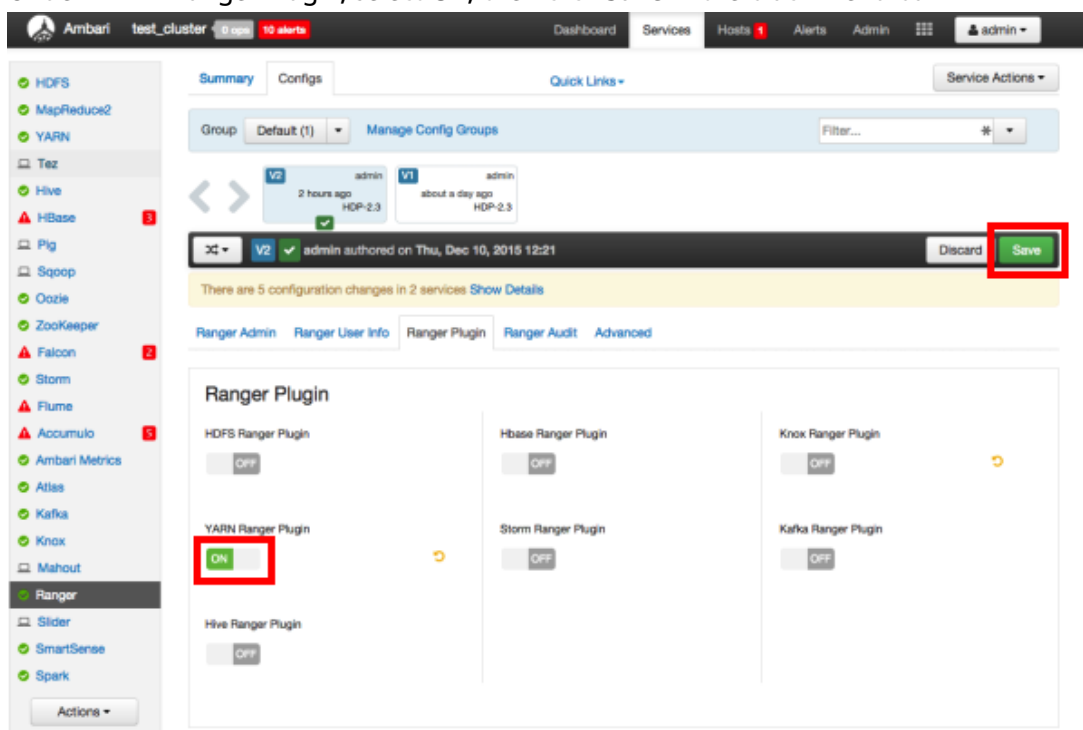 Ambari test_cluster 0 ops 10 alerts Dashboard Services Hosts 1 Alerts Admin admin
HDFS
MapReduce2
YARN
Tez
Hive
HBase 3
Pig
Sqoop
Oozie
ZooKeeper
Falcon 2
Storm
Flume
Accumulo 5
Ambari Metrics
Atlas
Kafka
Knox
Mahout
Ranger
Slider
SmartSense
Spark
Actions
Summary Configs Quick Links Service Actions
Group Default (1) Manage Config Groups Filter...
V2 admin
2 hours ago
HDP-2.3
V1 admin
about a day ago
HDP-2.3
V2 admin authored on Thu, Dec 10, 2015 12:21 Discard Save
There are 5 configuration changes in 2 services Show Details
Ranger Admin Ranger User Info Ranger Plugin Ranger Audit Advanced
Ranger Plugin
HDFS Ranger Plugin Hbase Ranger Plugin Knox Ranger Plugin
OFF OFF OFF
YARN Ranger Plugin Storm Ranger Plugin Kafka Ranger Plugin
ON OFF OFF
Hive Ranger Plugin
OFF